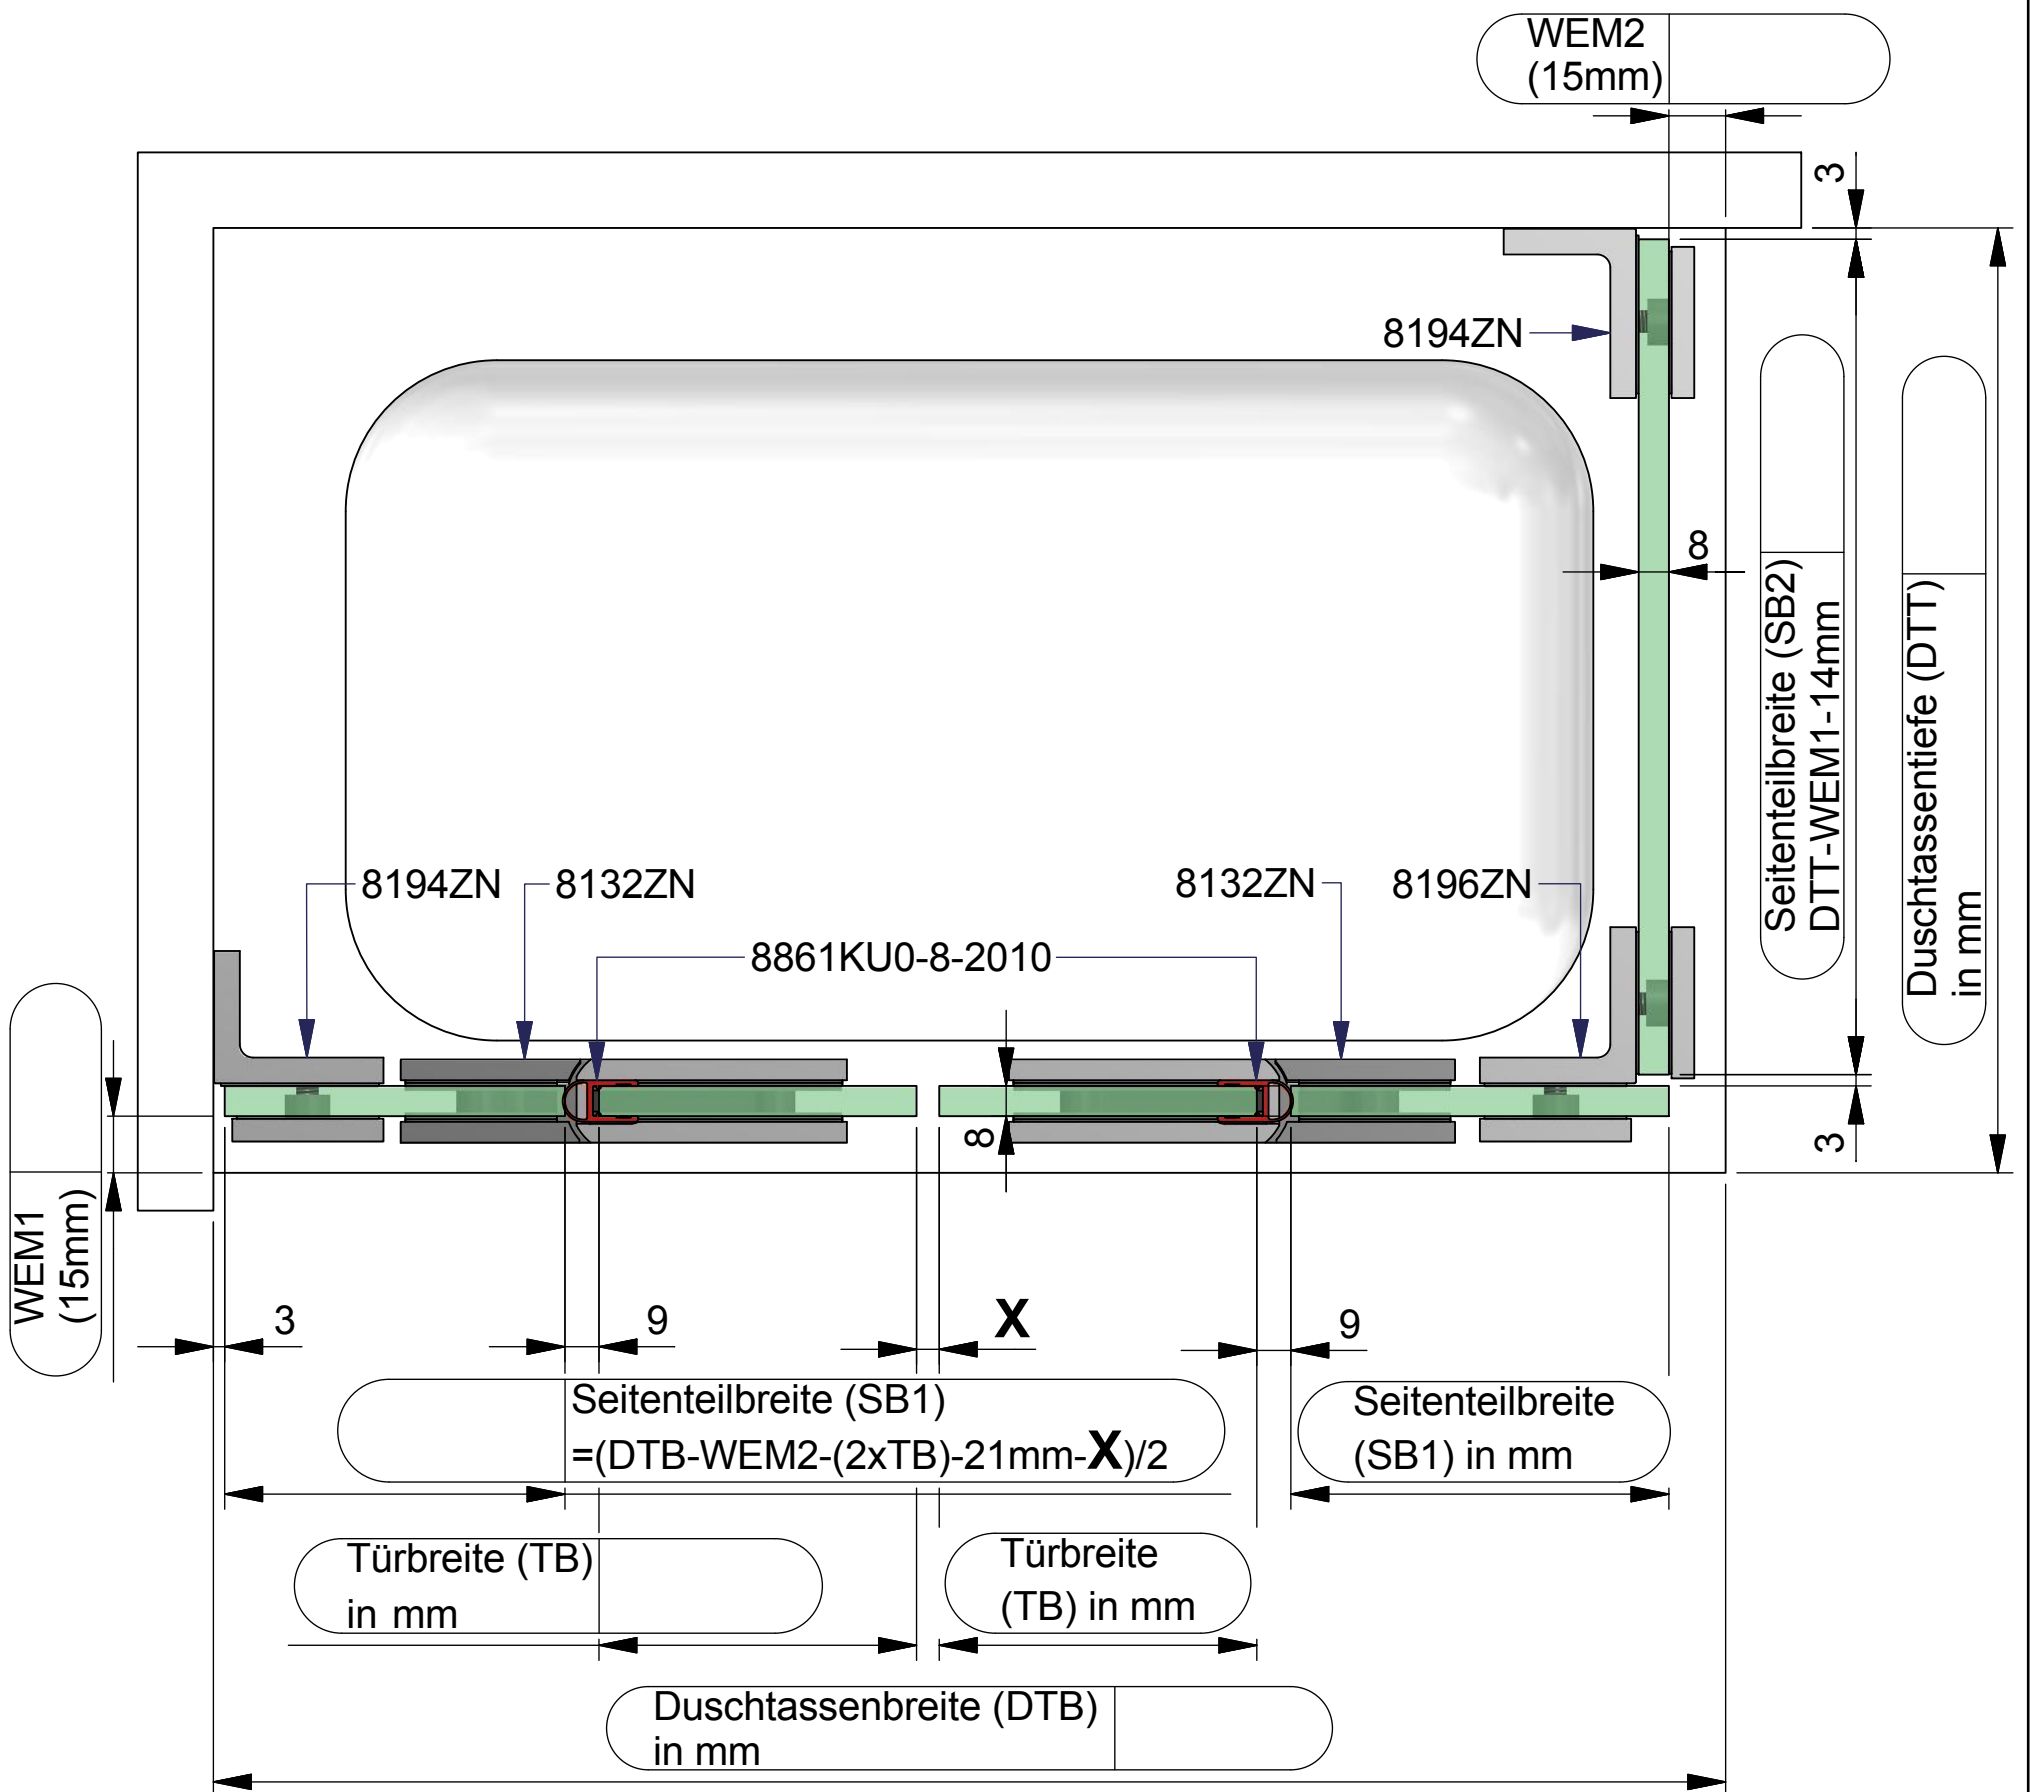 WEM2
(15mm)
3
8194ZN
8
Seitenteilbreite (SB2)
DTT-WEM1-14mm
Duschtassentiefe (DTT)
in mm
8194ZN
8132ZN
8132ZN
8196ZN
8861KU0-8-2010
8
3
WEM1
(15mm)
3
9
X
9
Seitenteilbreite (SB1)
=(DTB-WEM2-(2xTB)-21mm-X)/2
Seitenteilbreite
(SB1) in mm
Türbreite (TB)
in mm
Türbreite
(TB) in mm
Duschtassenbreite (DTB)
in mm